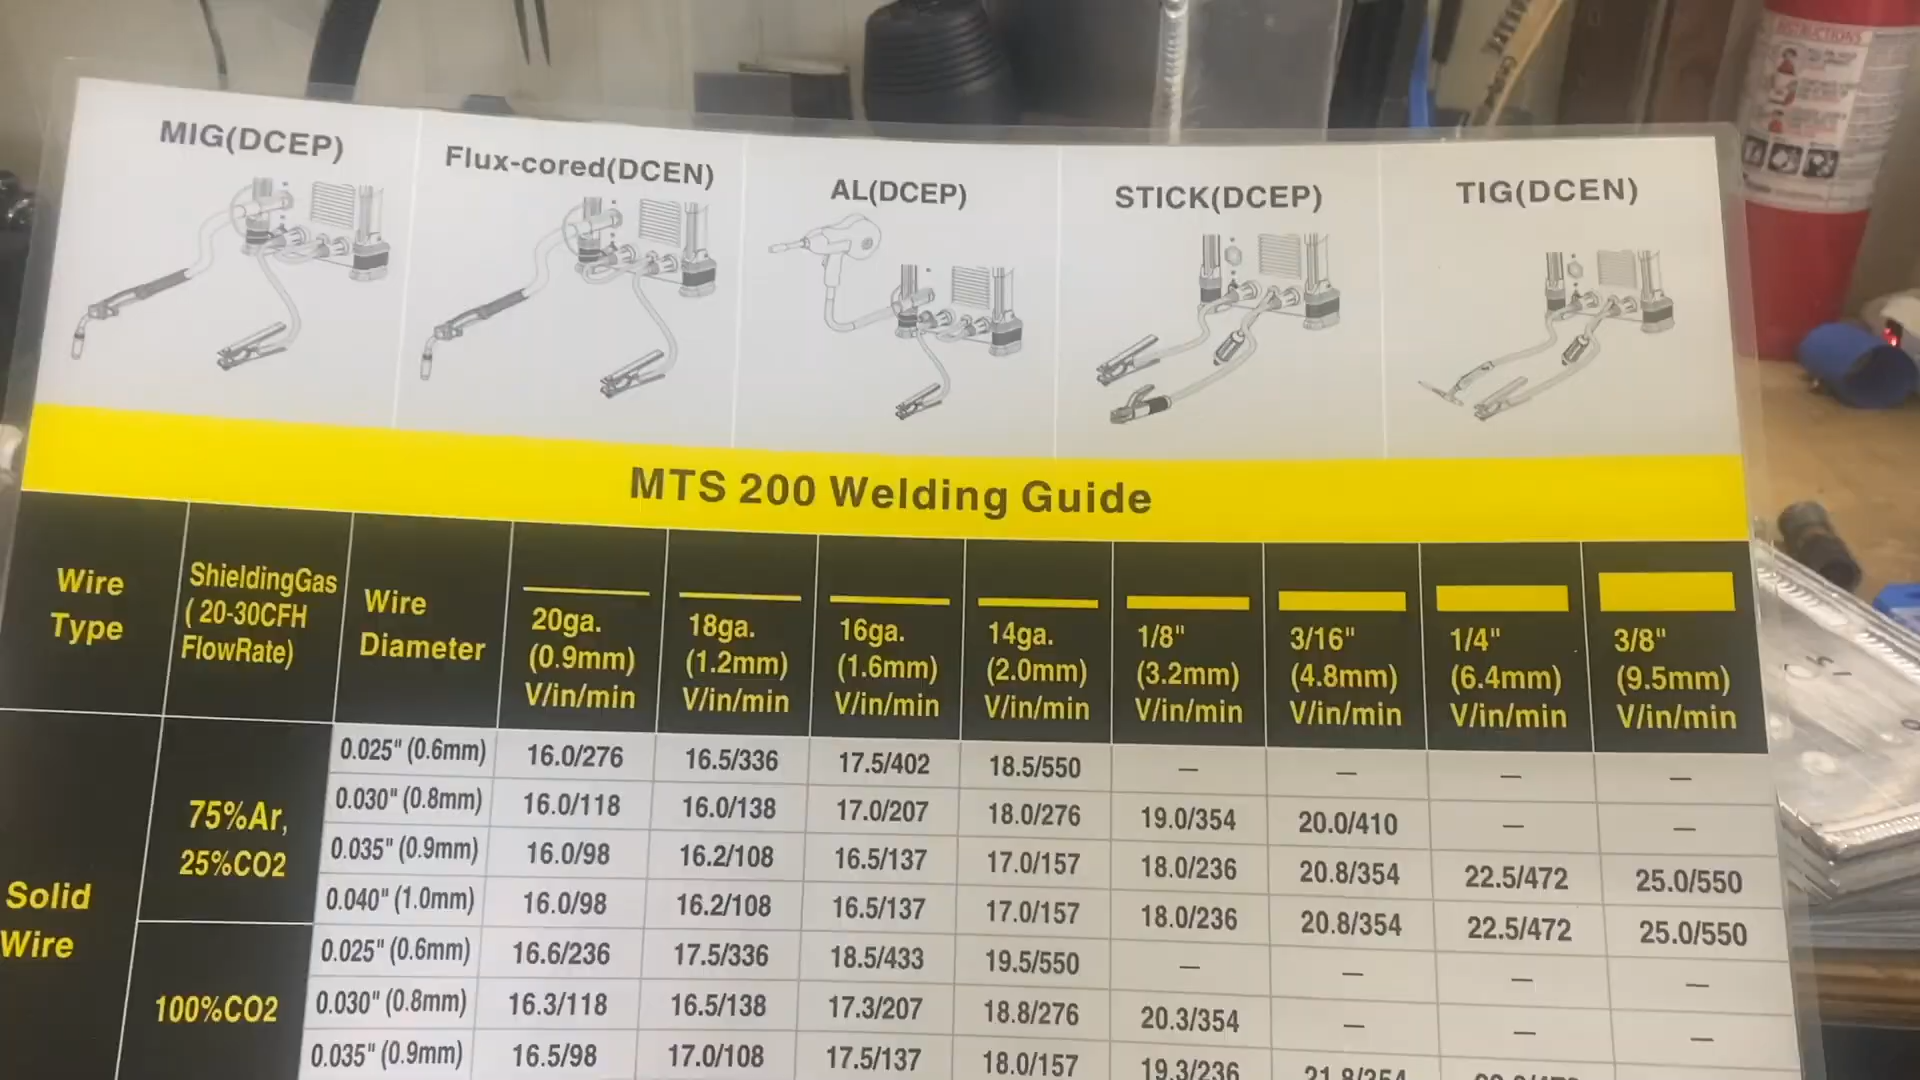 MIG(DCEP)
Flux-cored(DCEN)
AL(DCEP)
STICK(DCEP)
TIG(DCEN)
INSTRUCTIONS
MTS 200 Welding Guide
Wire Type
ShieldingGas ( 20-30CFH FlowRate)
Wire Diameter
20ga. (0.9mm) V/in/min
18ga. (1.2mm) V/in/min
16ga. (1.6mm) V/in/min
14ga. (2.0mm) V/in/min
1/8" (3.2mm) V/in/min
3/16" (4.8mm) V/in/min
1/4" (6.4mm) V/in/min
3/8" (9.5mm) V/in/min
Solid Wire
75%Ar, 25%CO2
0.025" (0.6mm) 16.0/276 16.5/336 17.5/402 18.5/550 — — — —
0.030" (0.8mm) 16.0/118 16.0/138 17.0/207 18.0/276 19.0/354 20.0/410 — —
0.035" (0.9mm) 16.0/98 16.2/108 16.5/137 17.0/157 18.0/236 20.8/354 22.5/472 25.0/550
0.040" (1.0mm) 16.0/98 16.2/108 16.5/137 17.0/157 18.0/236 20.8/354 22.5/472 25.0/550
100%CO2
0.025" (0.6mm) 16.6/236 17.5/336 18.5/433 19.5/550 — — — —
0.030" (0.8mm) 16.3/118 16.5/138 17.3/207 18.8/276 20.3/354 — — —
0.035" (0.9mm) 16.5/98 17.0/108 17.5/137 18.0/157 19.3/236 21.8/354